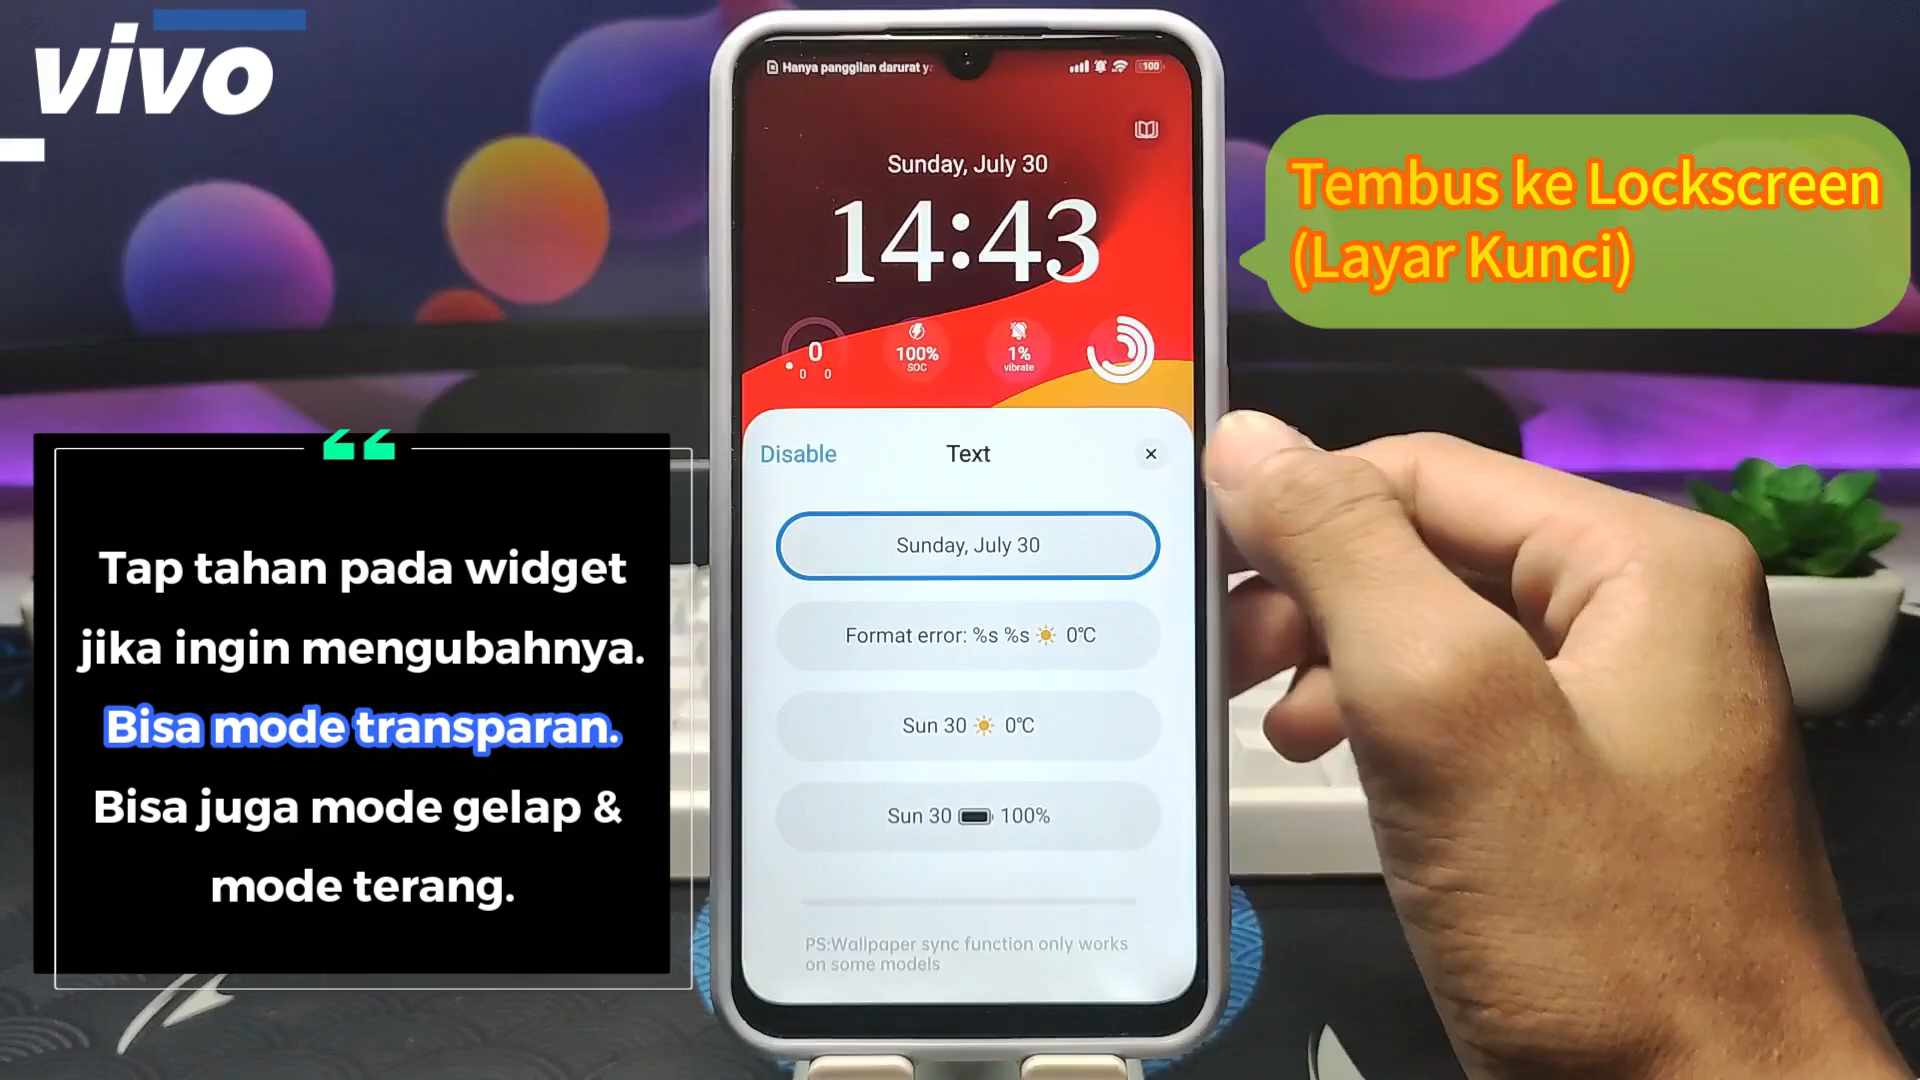 vivo
Hanya panggilan darurat
100
Sunday, July 30
14:43
0
0 0
100%
SOC
1%
vibrate
Tembus ke Lockscreen
(Layar Kunci)
Disable
Text
Sunday, July 30
Format error: %s %s 0℃
Sun 30 0℃
Sun 30 100%
PS:Wallpaper sync function only works
on some models
Tap tahan pada widget
jika ingin mengubahnya.
Bisa mode transparan.
Bisa juga mode gelap &
mode terang.